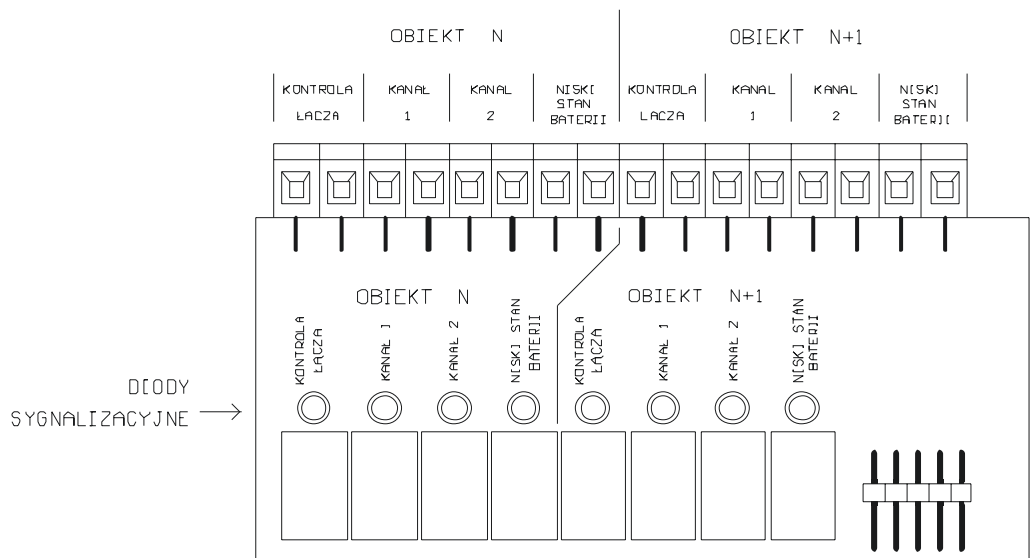 OBIEKT N
OBIEKT N+1
KONTROLA
ŁACZA
KANAŁ
1
KANAL
2
NISKI
STAN
BATERII
KONTROLA
ŁACZA
KANAL
1
KANAL
2
NISKI
STAN
BATERII
OBIEKT N
OBIEKT N+1
KONTROLA
ŁĄCZA
KANAŁ 1
KANAŁ 2
NISKI STAN
BATERII
KONTROLA
ŁĄCZA
KANAŁ 1
KANAŁ 2
NISKI STAN
BATERII
DIODY
SYGNALIZACYJNE